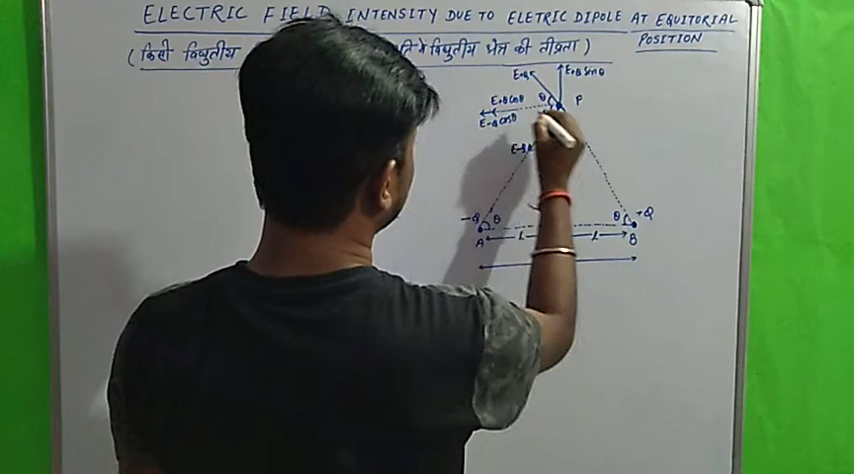 ELECTRIC FIELD INTENSITY DUE TO ELETRIC DIPOLE AT EQUITORIAL
POSITION
(किसी विद्युतीय विद्युतीय क्षेत्र की तीव्रता)
E+Q E+Q sinθ
E+Q cosθ θ P
E-Q cosθ
E-Q
-Q θ θ +Q
A l l B